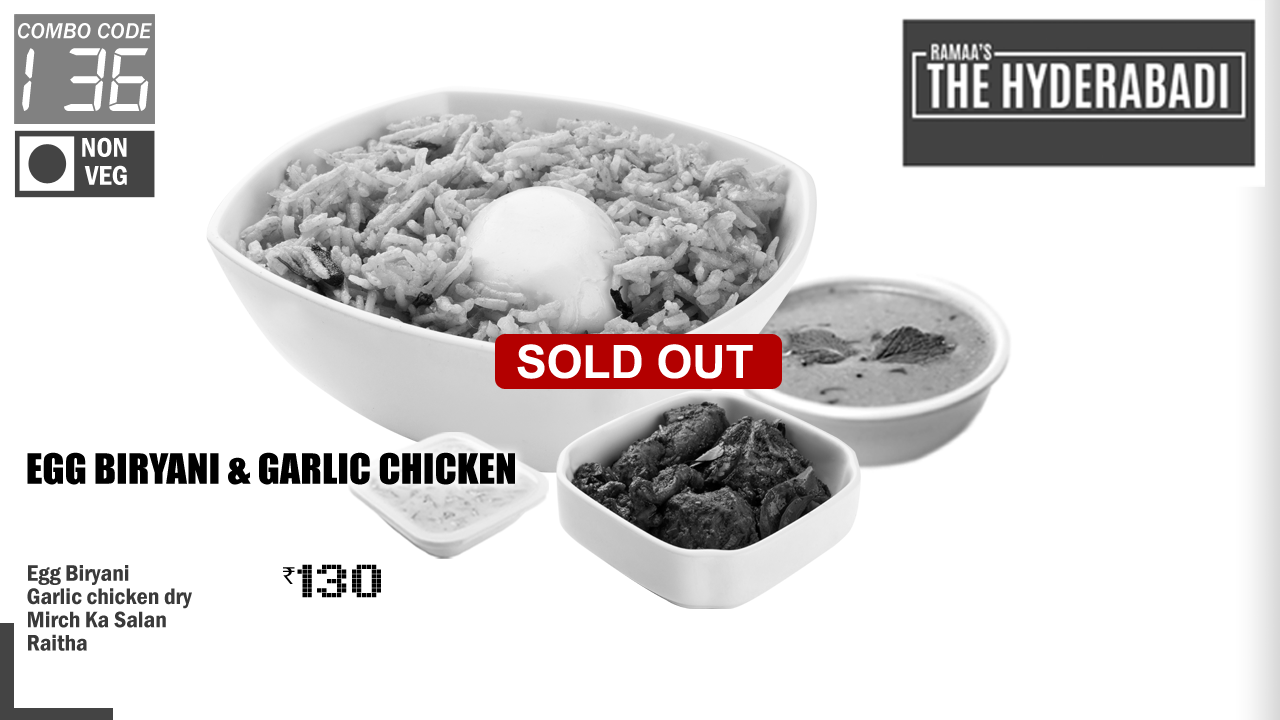 COMBO CODE
136
NON
VEG
RAMAA'S
THE HYDERABADI
SOLD OUT
EGG BIRYANI & GARLIC CHICKEN
Egg Biryani
Garlic chicken dry
Mirch Ka Salan
Raitha
₹130